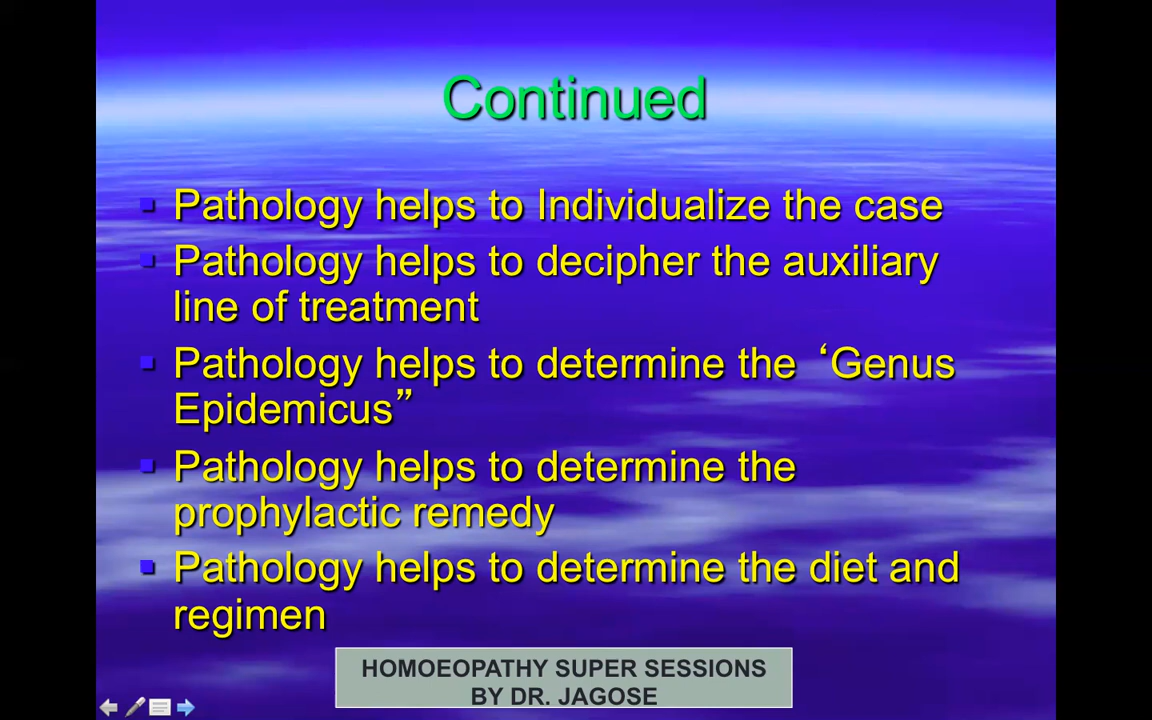 Continued
▪ Pathology helps to Individualize the case
▪ Pathology helps to decipher the auxiliary
line of treatment
▪ Pathology helps to determine the ‘Genus
Epidemicus”
▪ Pathology helps to determine the
prophylactic remedy
▪ Pathology helps to determine the diet and
regimen
HOMOEOPATHY SUPER SESSIONS
BY DR. JAGOSE